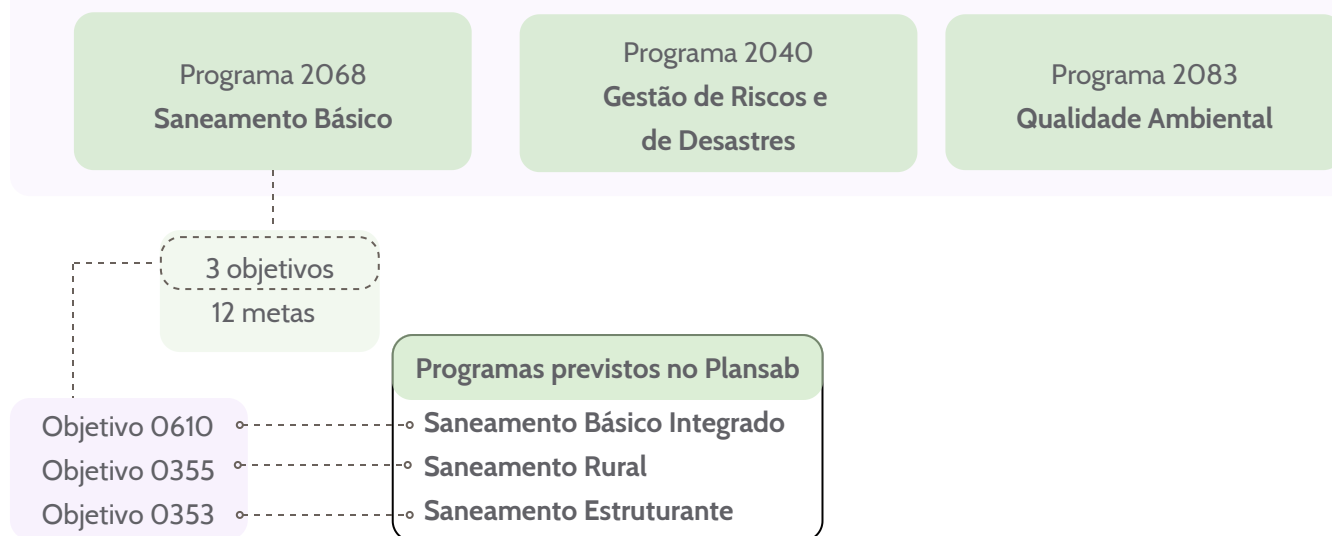 Programa 2068
Saneamento Básico
Programa 2040
Gestão de Riscos e
de Desastres
Programa 2083
Qualidade Ambiental
3 objetivos
12 metas
Programas previstos no Plansab
Objetivo 0610
Saneamento Básico Integrado
Objetivo 0355
Saneamento Rural
Objetivo 0353
Saneamento Estruturante